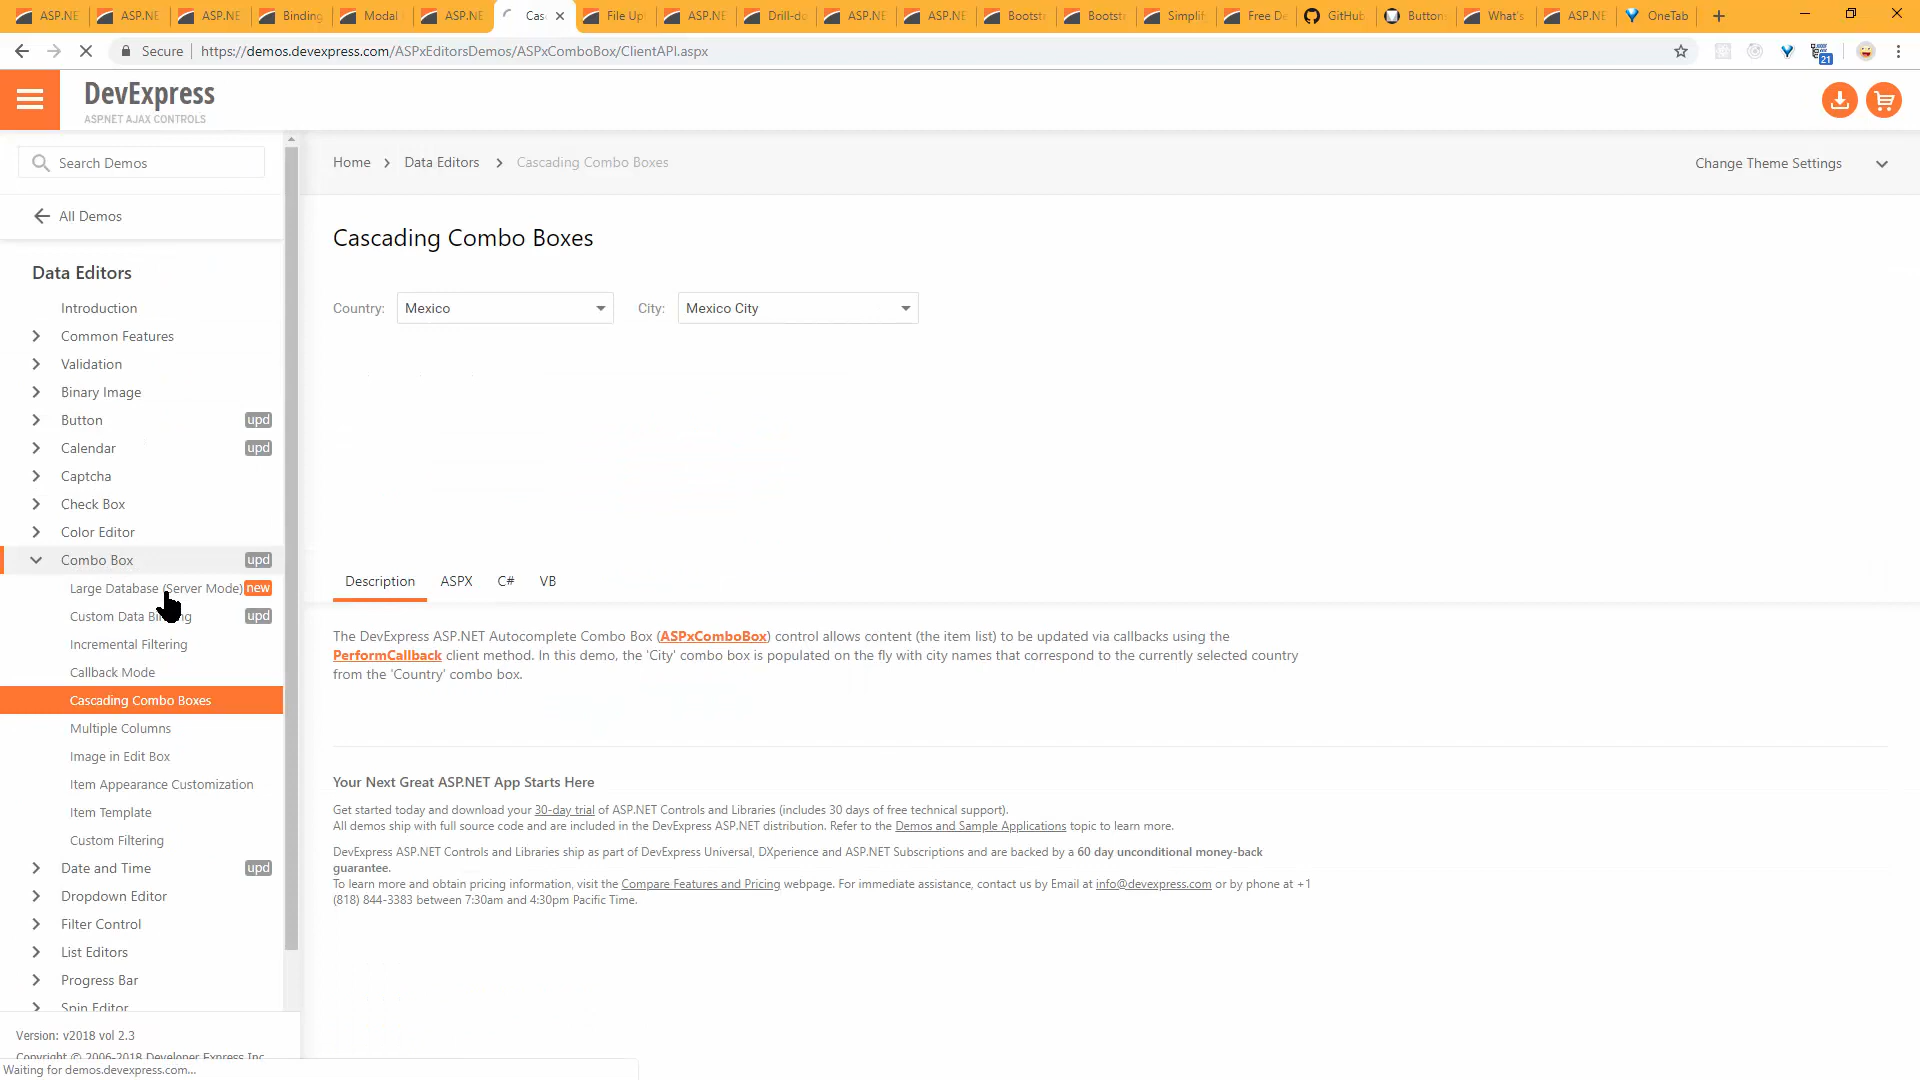 ASP.NE
ASP.NE
ASP.NE
Binding
Modal
ASP.NE
Cas
File Up
ASP.NE
Drill-do
ASP.NE
ASP.NE
Bootst
Bootst
Simplif
Free De
GitHub
Button
What's
ASP.NE
OneTab
Secure
https://demos.devexpress.com/ASPxEditorsDemos/ASPxComboBox/ClientAPI.aspx
21
DevExpress
ASP.NET AJAX CONTROLS
Search Demos
All Demos
Data Editors
Introduction
Common Features
Validation
Binary Image
Button upd
Calendar upd
Captcha
Check Box
Color Editor
Combo Box upd
Large Database (Server Mode) new
Custom Data upd
Incremental Filtering
Callback Mode
Cascading Combo Boxes
Multiple Columns
Image in Edit Box
Item Appearance Customization
Item Template
Custom Filtering
Date and Time upd
Dropdown Editor
Filter Control
List Editors
Progress Bar
Spin Editor
Version: v2018 vol 2.3
Copyright © 2006-2018 Developer Express Inc
Waiting for demos.devexpress.com...
Home > Data Editors > Cascading Combo Boxes
Change Theme Settings
Cascading Combo Boxes
Country: Mexico City: Mexico City
Description ASPX C# VB
The DevExpress ASP.NET Autocomplete Combo Box (ASPxComboBox) control allows content (the item list) to be updated via callbacks using the
PerformCallback client method. In this demo, the 'City' combo box is populated on the fly with city names that correspond to the currently selected country
from the 'Country' combo box.
Your Next Great ASP.NET App Starts Here
Get started today and download your 30-day trial of ASP.NET Controls and Libraries (includes 30 days of free technical support).
All demos ship with full source code and are included in the DevExpress ASP.NET distribution. Refer to the Demos and Sample Applications topic to learn more.
DevExpress ASP.NET Controls and Libraries ship as part of DevExpress Universal, DXperience and ASP.NET Subscriptions and are backed by a 60 day unconditional money-back
guarantee.
To learn more and obtain pricing information, visit the Compare Features and Pricing webpage. For immediate assistance, contact us by Email at info@devexpress.com or by phone at +1
(818) 844-3383 between 7:30am and 4:30pm Pacific Time.